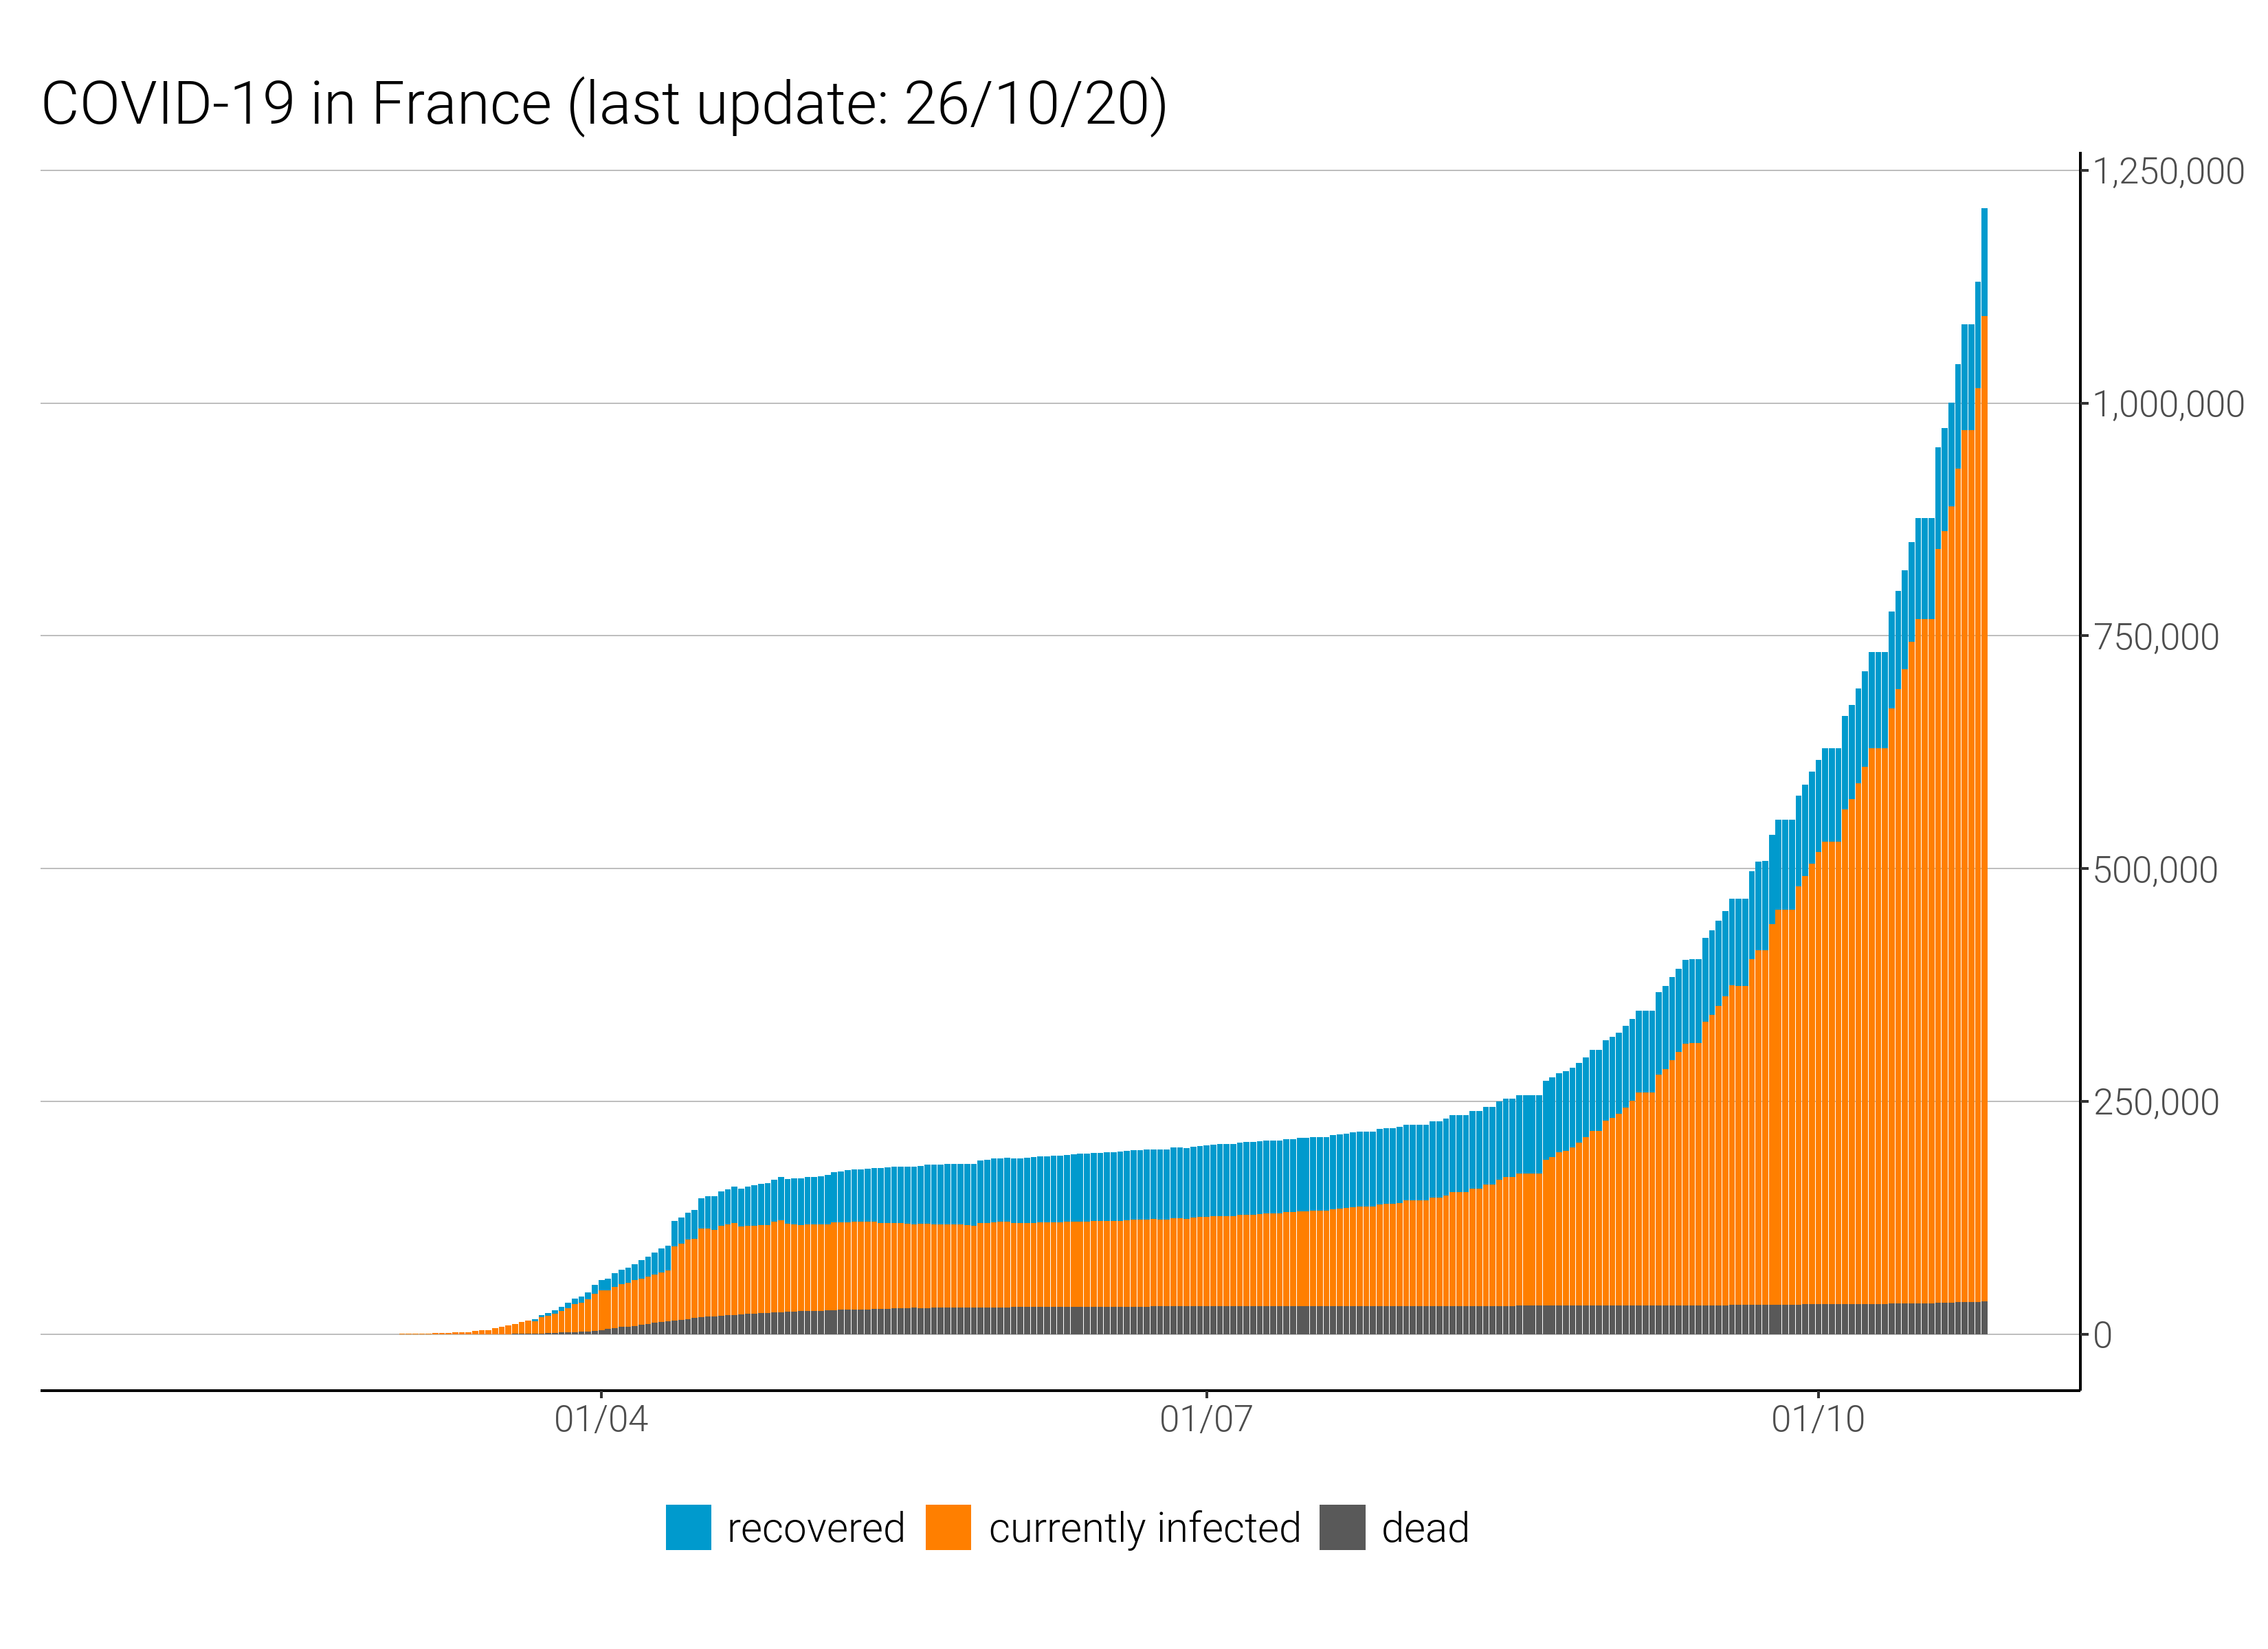 COVID-19 in France (last update: 26/10/20)
1,250,000
1,000,000
750,000
500,000
250,000
0
01/04 01/07 01/10
recovered currently infected dead